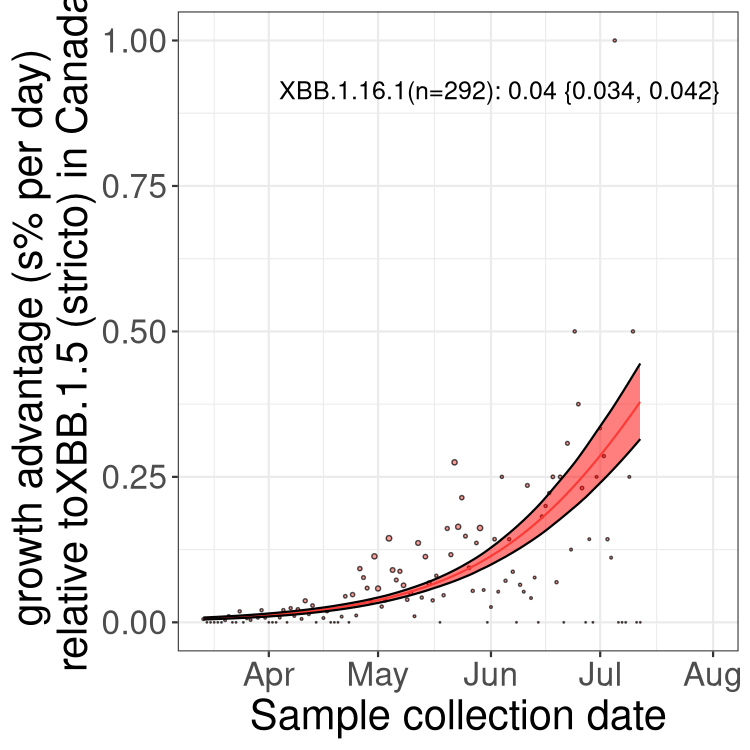 growth advantage (s% per day)
relative toXBB.1.5 (stricto) in Canada
1.00
0.75
0.50
0.25
0.00
XBB.1.16.1(n=292): 0.04 {0.034, 0.042}
Apr May Jun Jul Aug
Sample collection date